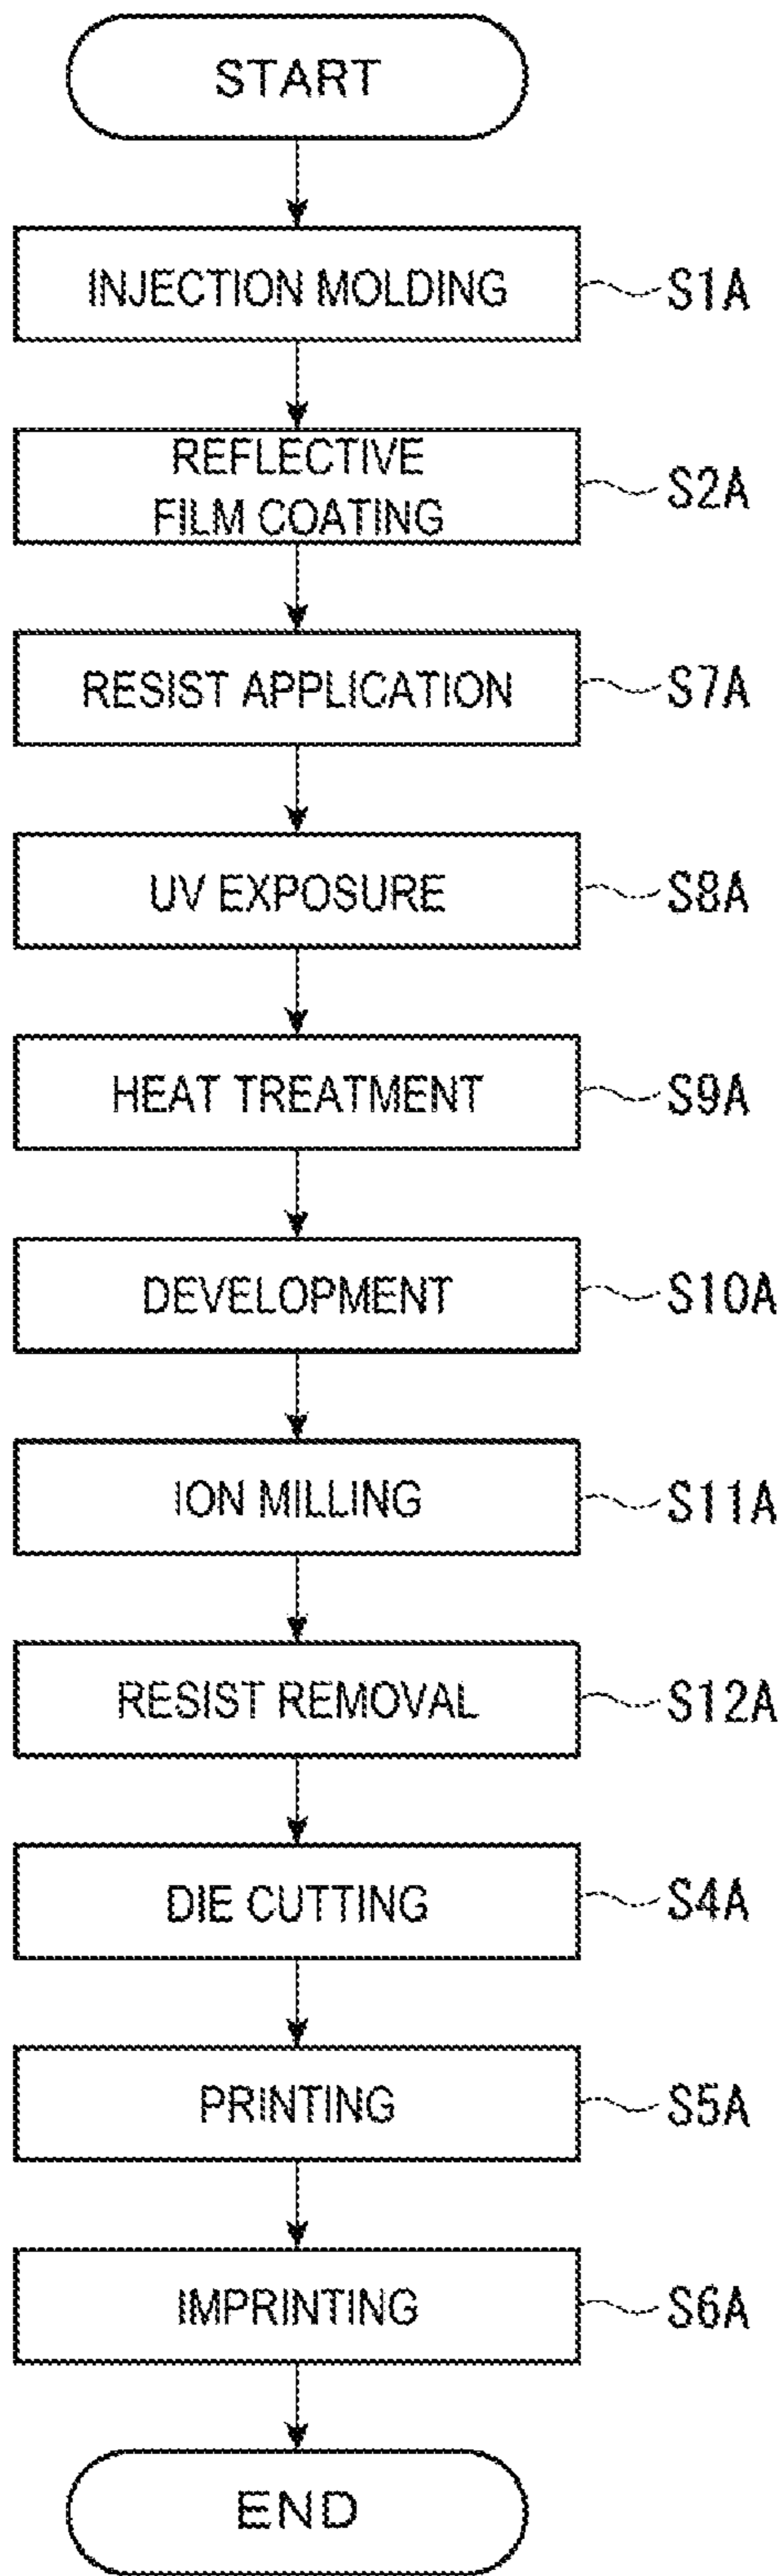 START
INJECTION MOLDING S1A
REFLECTIVE
FILM COATING S2A
RESIST APPLICATION S7A
UV EXPOSURE S8A
HEAT TREATMENT S9A
DEVELOPMENT S10A
ION MILLING S11A
RESIST REMOVAL S12A
DIE CUTTING S4A
PRINTING S5A
IMPRINTING S6A
END